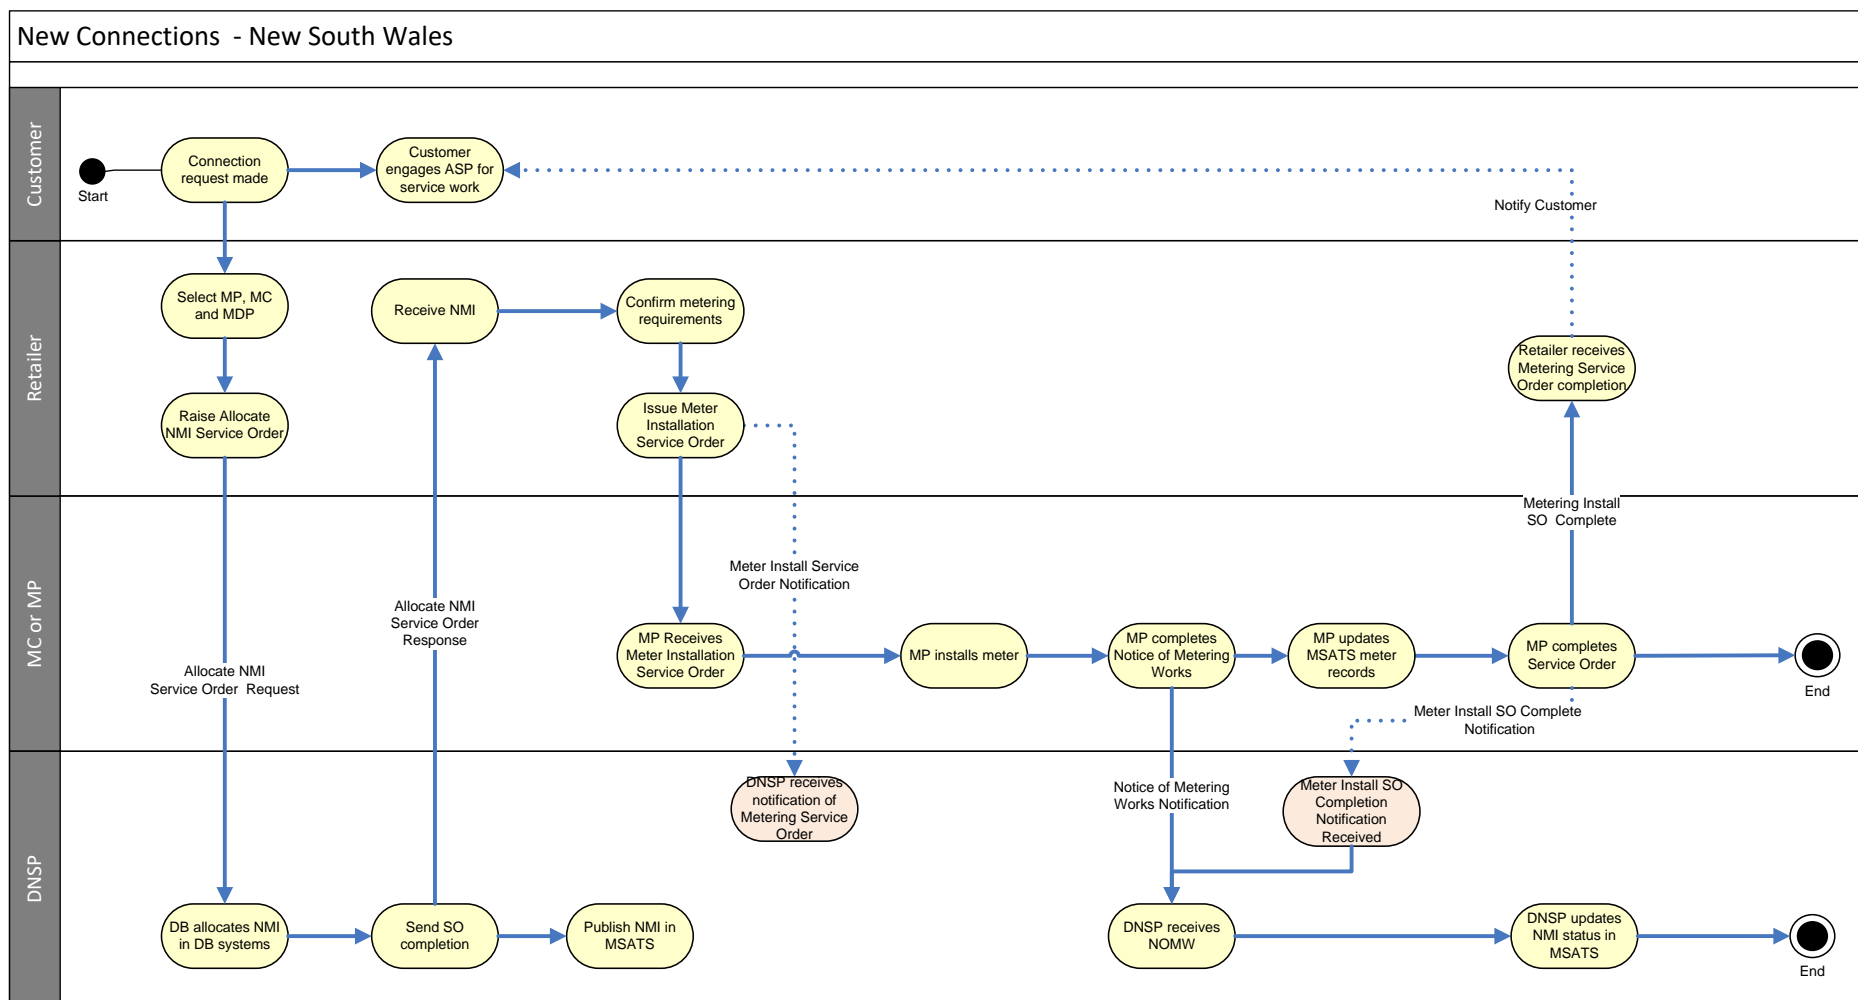 New Connections  - New South Wales
Customer
Start
Connection
request made
Customer
engages ASP for
service work
Notify Customer
Retailer
Select MP, MC
and MDP
Receive NMI
Confirm metering
requirements
Retailer receives
Metering Service
Order completion
Raise Allocate
NMI Service Order
Issue Meter
Installation
Service Order
MC or MP
Metering Install
SO  Complete
Meter Install Service
Order Notification
Allocate NMI
Service Order
Response
Allocate NMI
Service Order  Request
MP Receives
Meter Installation
Service Order
MP installs meter
MP completes
Notice of Metering
Works
MP updates
MSATS meter
records
MP completes
Service Order
End
Meter Install SO Complete
Notification
DNSP
DNSP receives
notification of
Metering Service
Order
Notice of Metering
Works Notification
Meter Install SO
Completion
Notification
Received
DB allocates NMI
in DB systems
Send SO
completion
Publish NMI in
MSATS
DNSP receives
NOMW
DNSP updates
NMI status in
MSATS
End